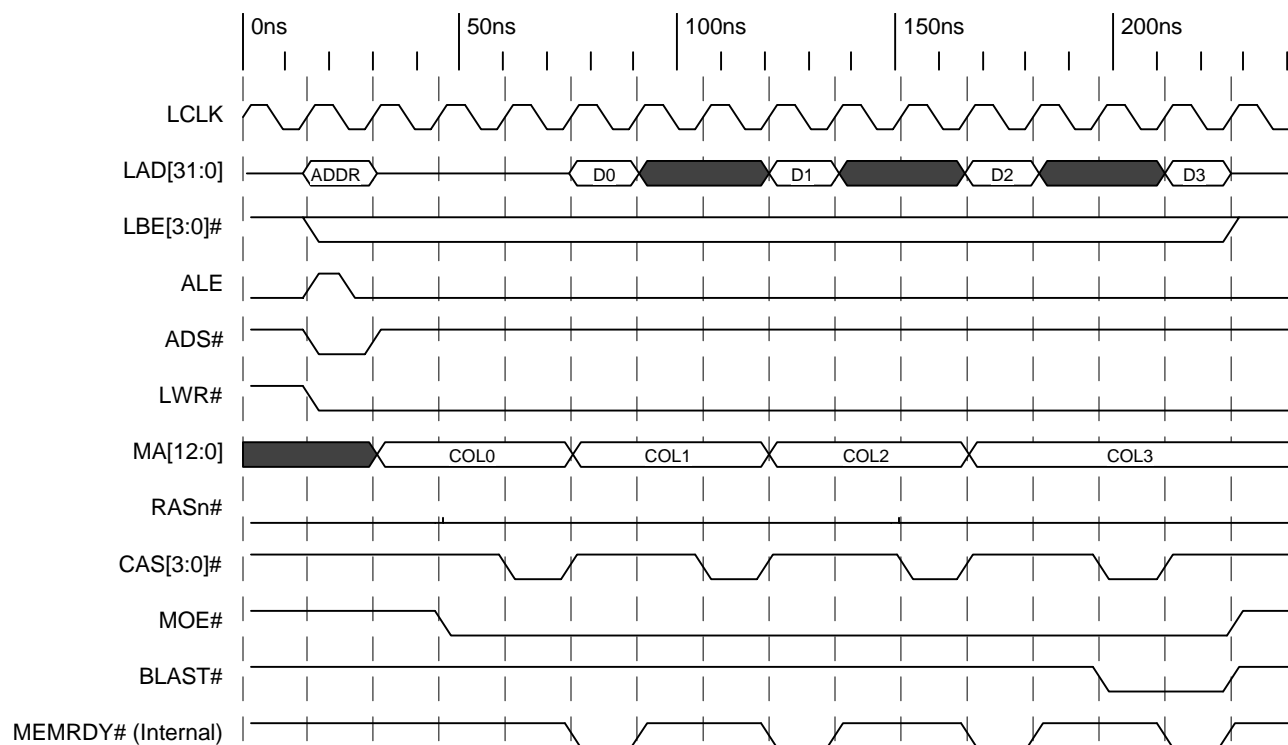 0ns 50ns 100ns 150ns 200ns
LCLK
LAD[31:0] ADDR D0 D1 D2 D3
LBE[3:0]#
ALE
ADS#
LWR#
MA[12:0] COL0 COL1 COL2 COL3
RASn#
CAS[3:0]#
MOE#
BLAST#
MEMRDY# (Internal)